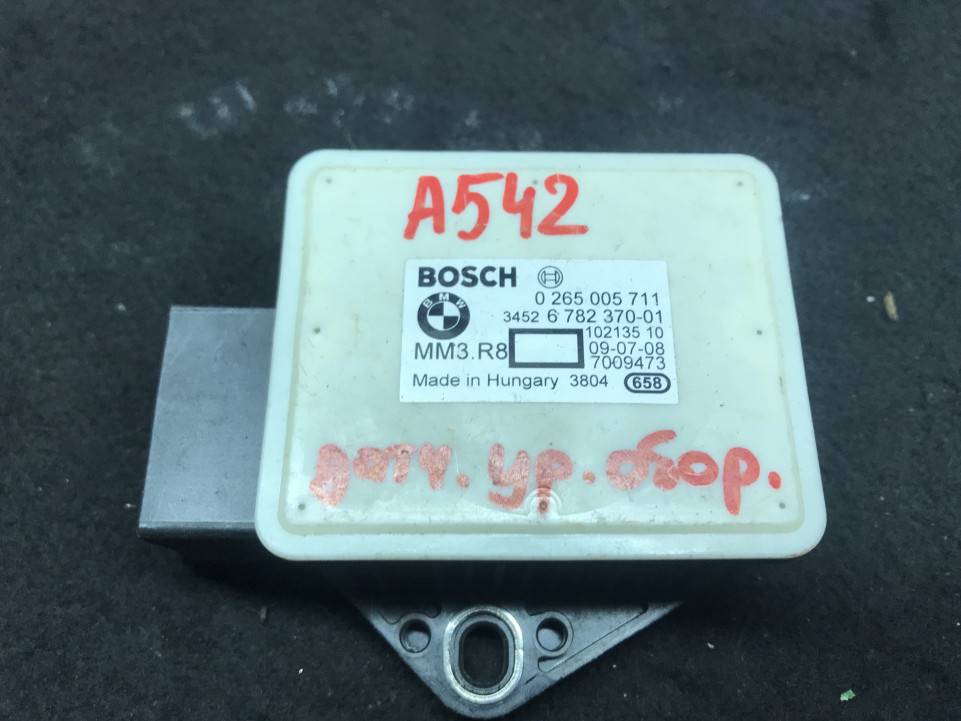 A542
BOSCH
BMW
0 265 005 711
3452 6 782 370-01
102135 10
MM3.R8
09-07-08
7009473
Made in Hungary 3804 658
датч. ур. обор.